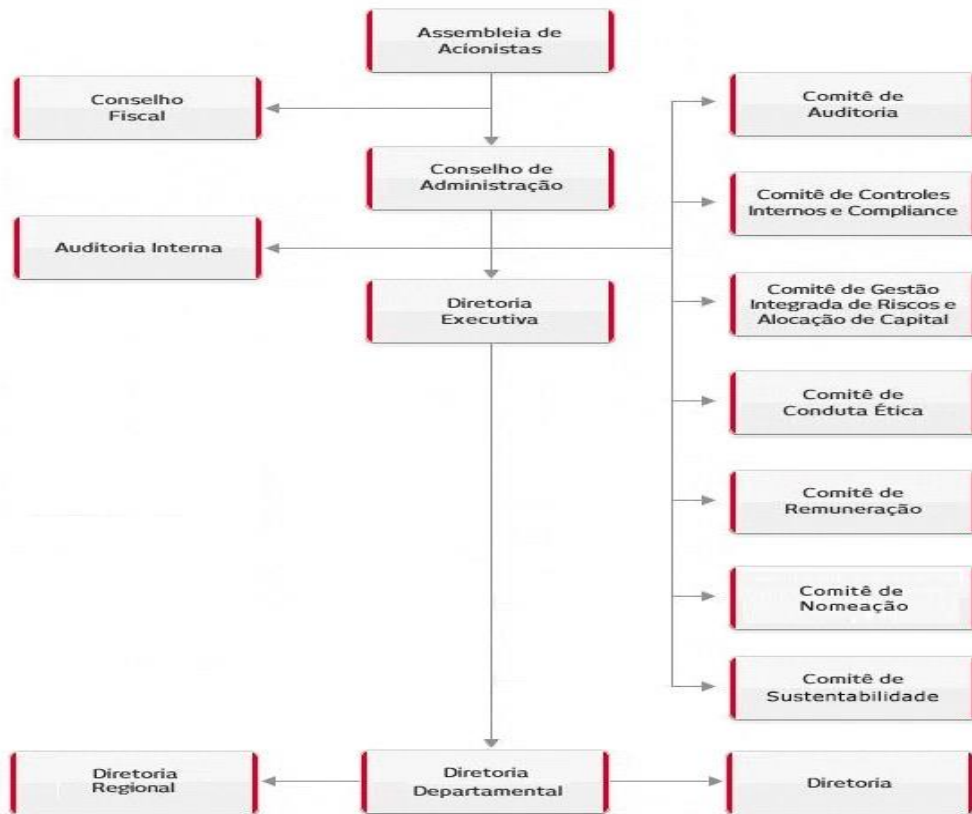 Assembleia de
Acionistas
Conselho
Fiscal
Comitê de
Auditoria
Conselho de
Administração
Comitê de Controles
Internos e Compliance
Auditoria Interna
Diretoria
Executiva
Comitê de Gestão
Integrada de Riscos e
Alocação de Capital
Comitê de
Conduta Ética
Comitê de
Remuneração
Comitê de
Nomeação
Comitê de
Sustentabilidade
Diretoria
Regional
Diretoria
Departamental
Diretoria